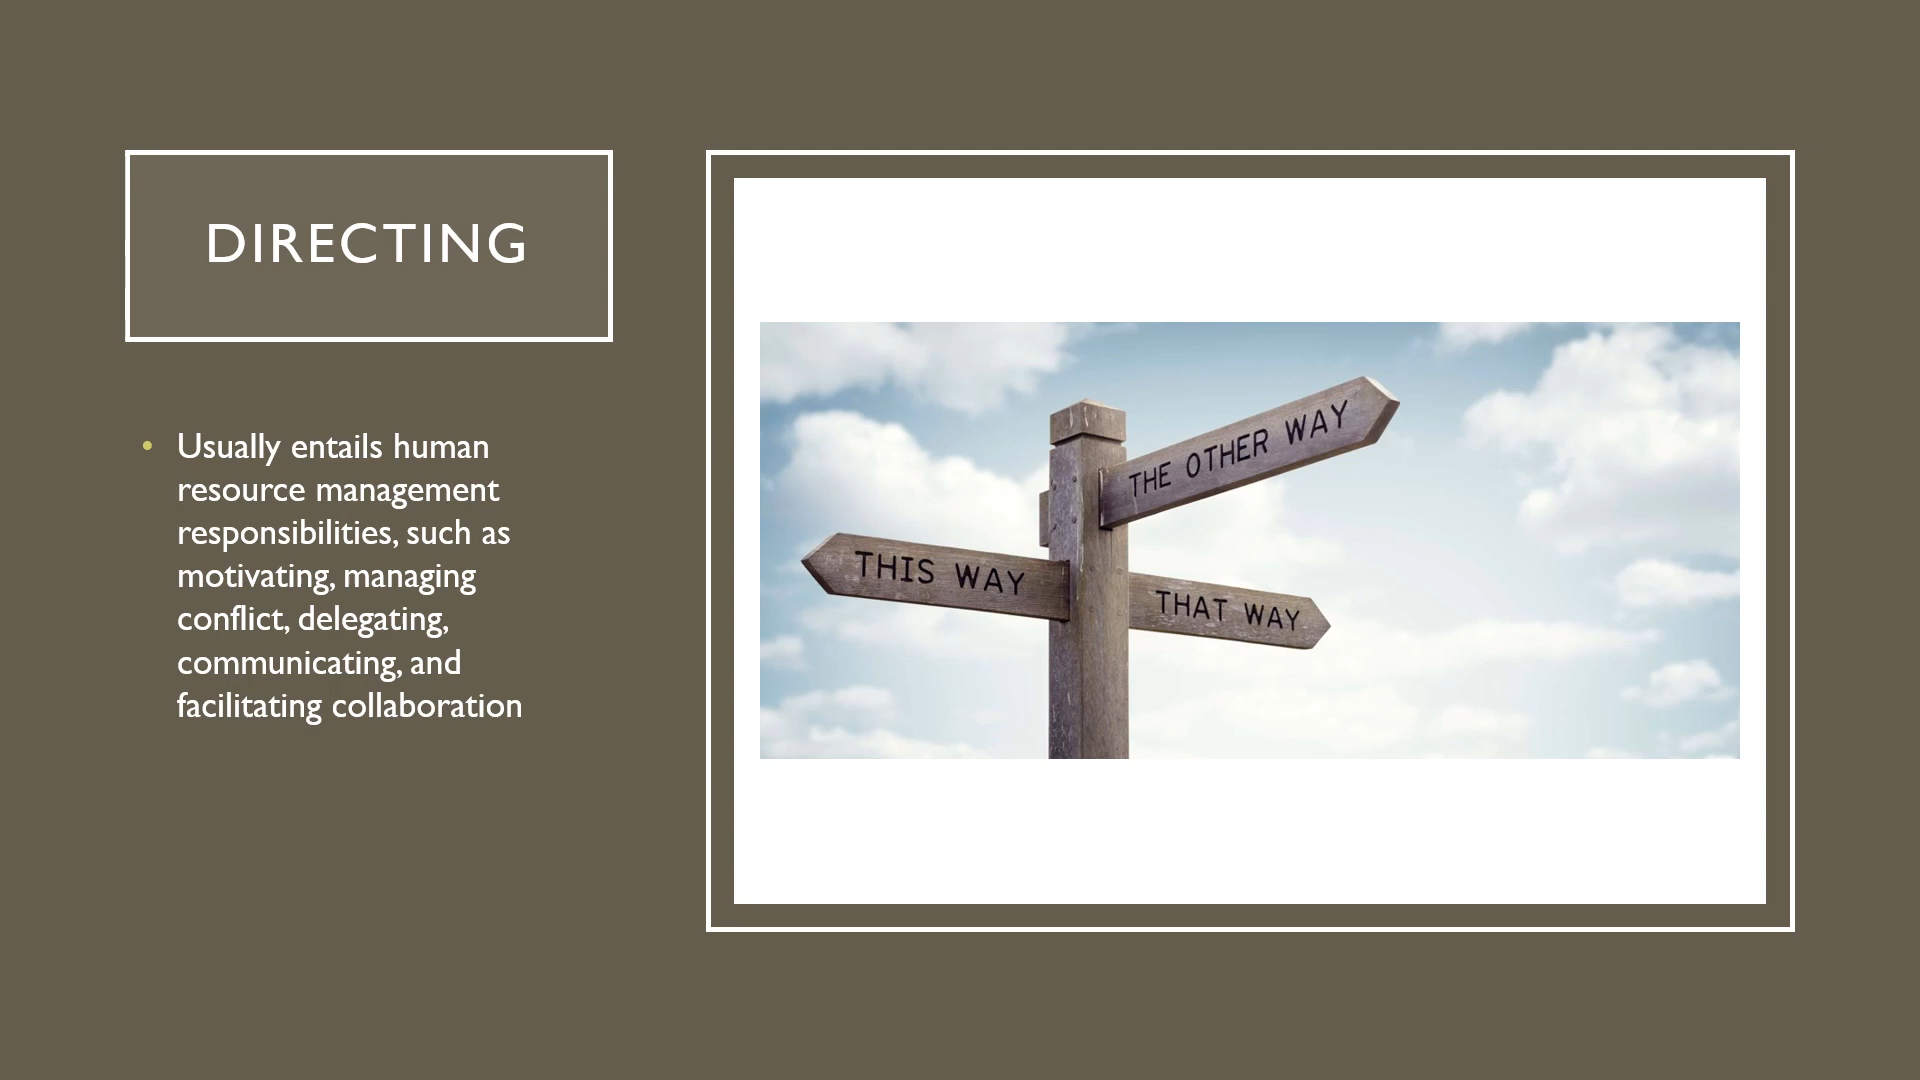 DIRECTING
• Usually entails human
resource management
responsibilities, such as
motivating, managing
conflict, delegating,
communicating, and
facilitating collaboration
THE OTHER WAY
THIS WAY
THAT WAY